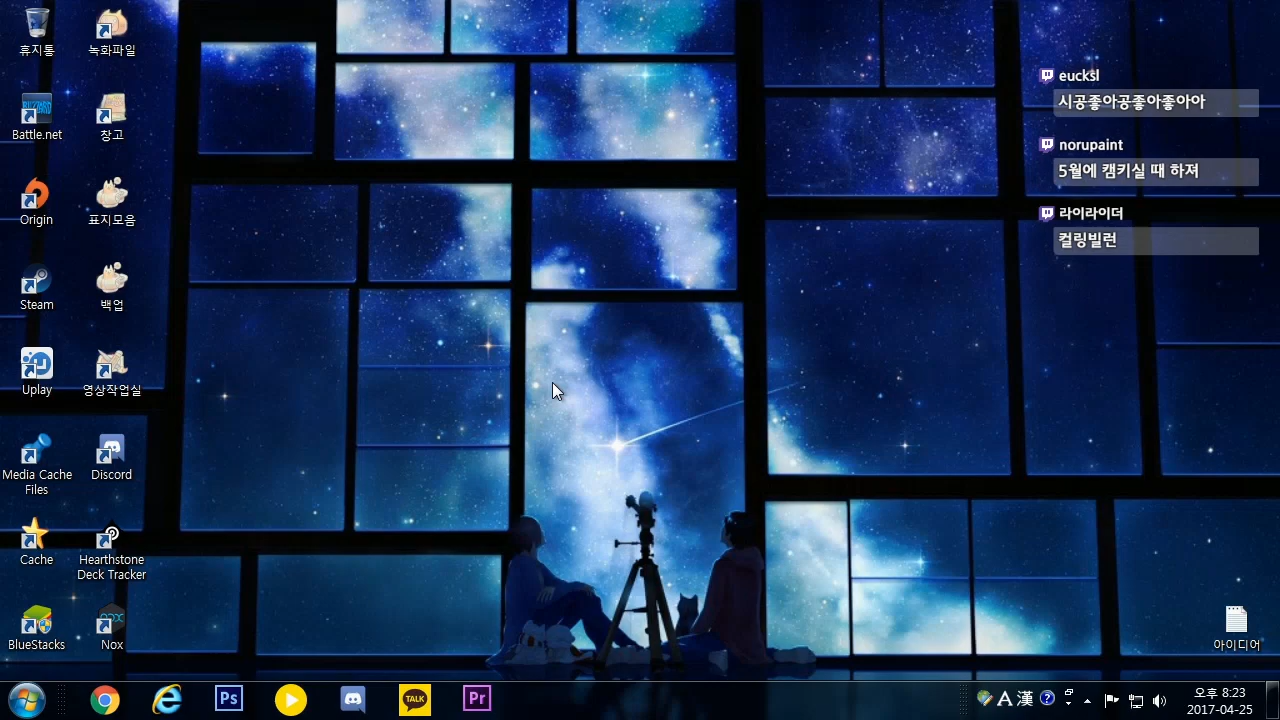 휴지통
녹화파일
Battle.net
창고
Origin
표지모음
Steam
백업
Uplay
영상작업실
Media Cache
Files
Discord
Cache
Hearthstone
Deck Tracker
BlueStacks
Nox
eucksl
시공좋아공좋아좋아아
norupaint
5월에 캠키실 때 하져
라이라이더
컬링빌런
아이디어
Ps
TALK
Pr
A 漢
오후 8:23
2017-04-25